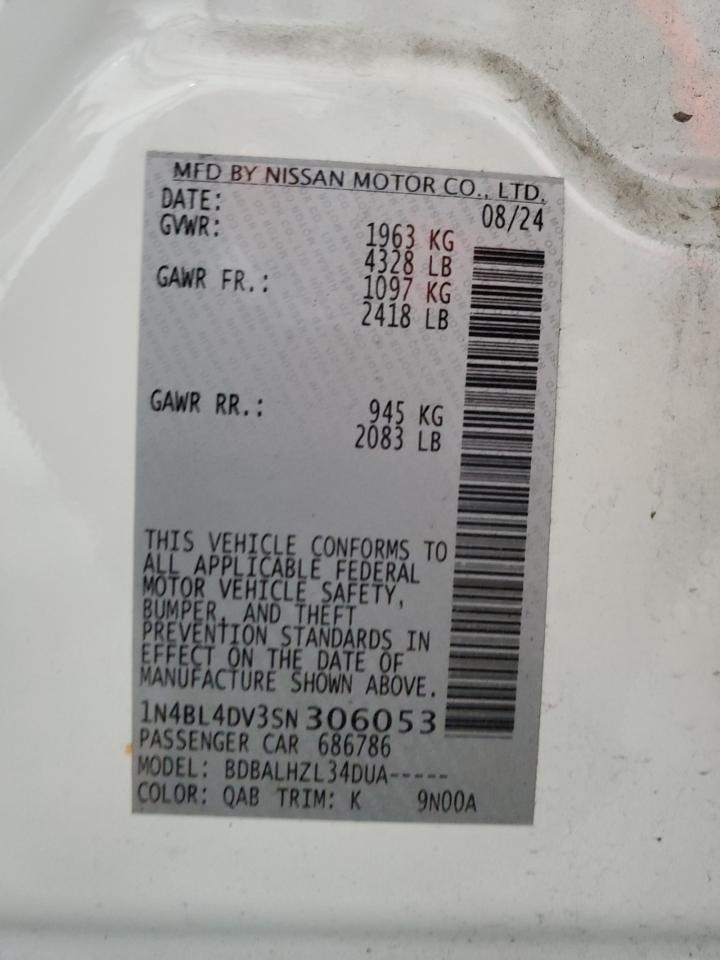 MFD BY NISSAN MOTOR CO., LTD.
DATE: 08/24
GVWR: 1963 KG
4328 LB
GAWR FR.: 1097 KG
2418 LB
GAWR RR.: 945 KG
2083 LB
THIS VEHICLE CONFORMS TO
ALL APPLICABLE FEDERAL
MOTOR VEHICLE SAFETY,
BUMPER, AND THEFT
PREVENTION STANDARDS IN
EFFECT ON THE DATE OF
MANUFACTURE SHOWN ABOVE.
1N4BL4DV3SN306053
PASSENGER CAR 686786
MODEL: BDBALHZL34DUA-----
COLOR: QAB TRIM: K 9N00A